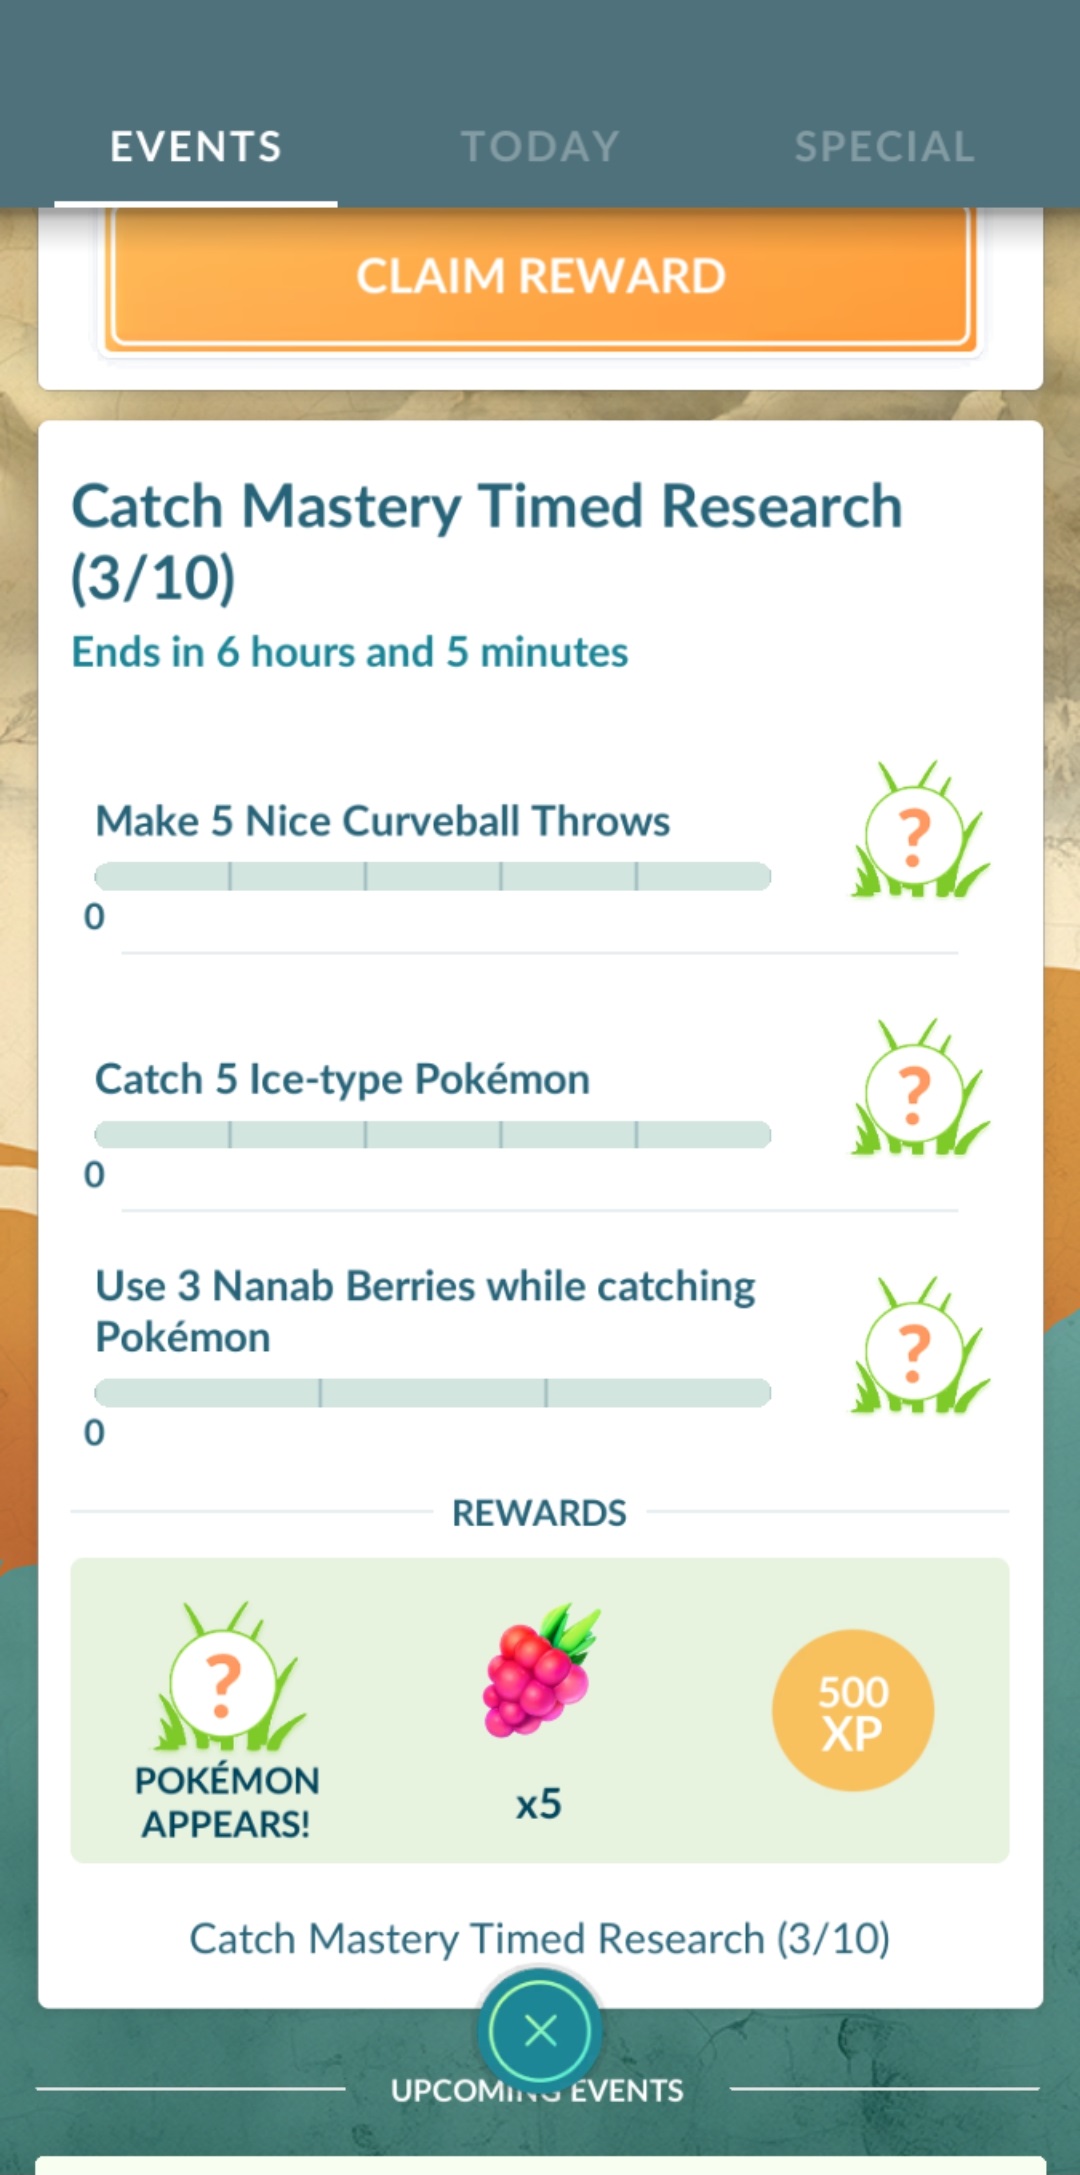 EVENTS
TODAY
SPECIAL
CLAIM REWARD
Catch Mastery Timed Research
(3/10)
Ends in 6 hours and 5 minutes
Make 5 Nice Curveball Throws
?
0
Catch 5 Ice-type Pokémon
?
0
Use 3 Nanab Berries while catching
Pokémon
?
0
REWARDS
?
POKÉMON
APPEARS!
x5
500
XP
Catch Mastery Timed Research (3/10)
UPCOMING EVENTS